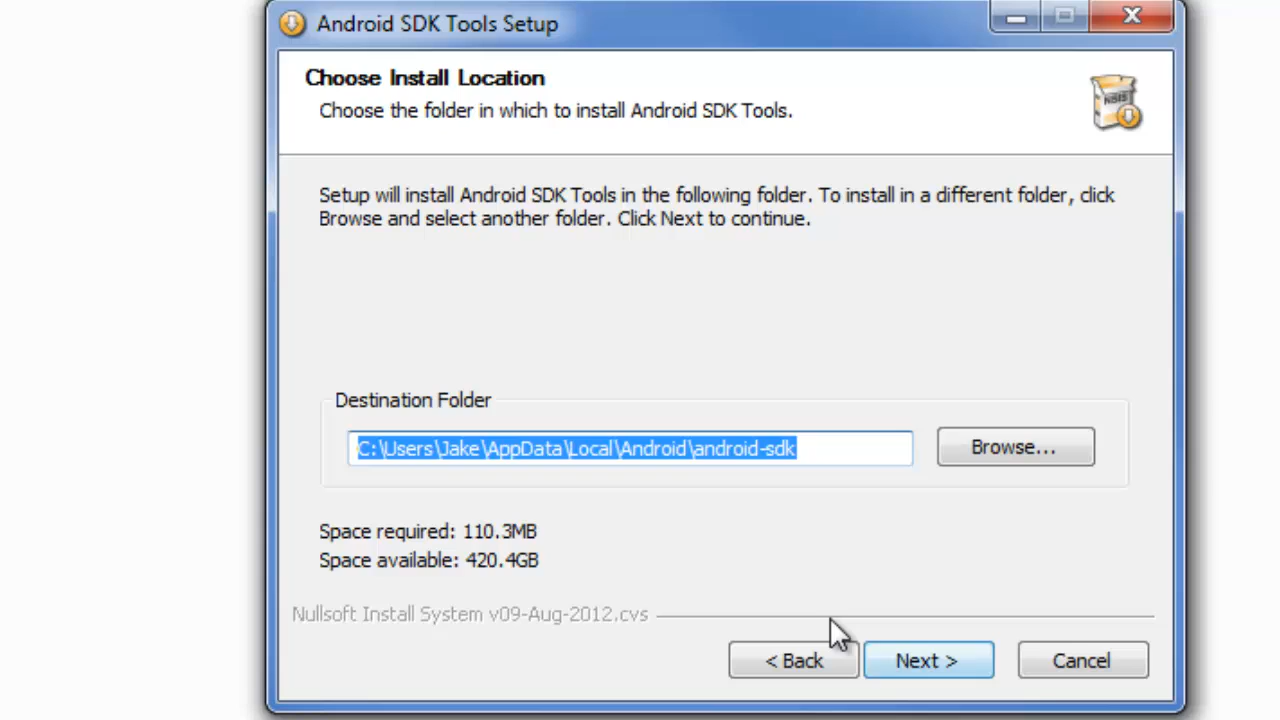 Android SDK Tools Setup
Choose Install Location
Choose the folder in which to install Android SDK Tools.
NSIS
Setup will install Android SDK Tools in the following folder. To install in a different folder, click
Browse and select another folder. Click Next to continue.
Destination Folder
C:\Users\Jake\AppData\Local\Android\android-sdk
Browse...
Space required: 110.3MB
Space available: 420.4GB
Nullsoft Install System v09-Aug-2012.cvs
< Back
Next >
Cancel